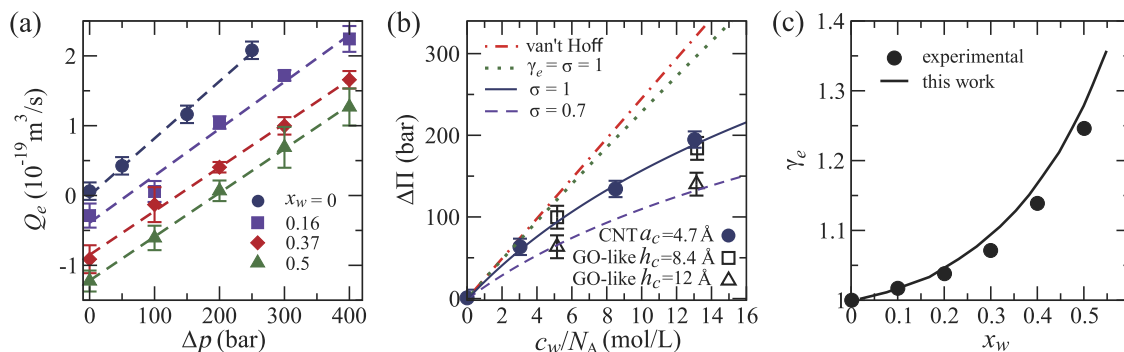 (a)
Q_e (10^-19 m^3/s)
2
1
0
-1
x_w = 0
0.16
0.37
0.5
0 100 200 300 400
Δp (bar)
(b)
ΔΠ (bar)
300
200
100
0
van't Hoff
γ_e = σ = 1
σ = 1
σ = 0.7
CNT a_c=4.7 Å
GO-like h_c=8.4 Å
GO-like h_c=12 Å
0 2 4 6 8 10 12 14 16
c_w/N_A (mol/L)
(c)
γ_e
1.4
1.3
1.2
1.1
1.0
experimental
this work
0 0.1 0.2 0.3 0.4 0.5
x_w